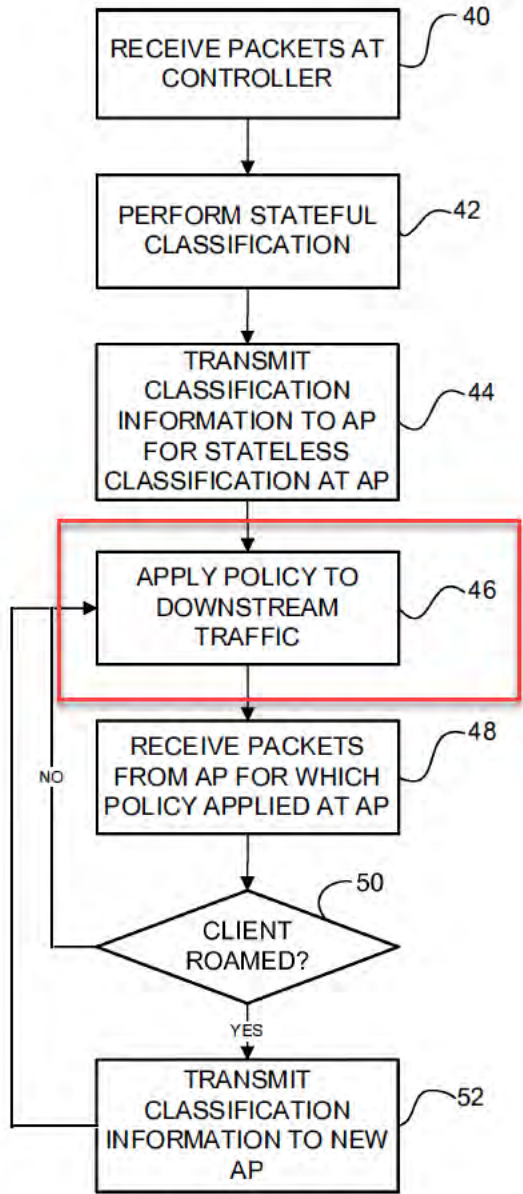 RECEIVE PACKETS AT
CONTROLLER
40
PERFORM STATEFUL
CLASSIFICATION
42
TRANSMIT
CLASSIFICATION
INFORMATION TO AP
FOR STATELESS
CLASSIFICATION AT AP
44
APPLY POLICY TO
DOWNSTREAM
TRAFFIC
46
RECEIVE PACKETS
FROM AP FOR WHICH
POLICY APPLIED AT AP
48
NO
CLIENT
ROAMED?
50
YES
TRANSMIT
CLASSIFICATION
INFORMATION TO NEW
AP
52